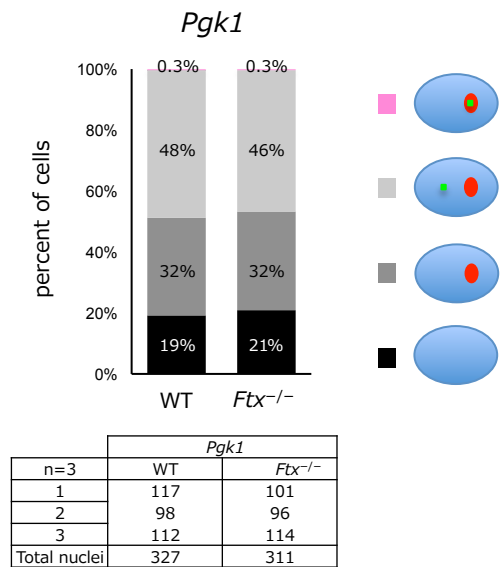 Pgk1
percent of cells
100%
80%
60%
40%
20%
0%
0.3% 0.3%
48% 46%
32% 32%
19% 21%
WT Ftx⁻/⁻
Pgk1
n=3 WT Ftx⁻/⁻
1 117 101
2 98 96
3 112 114
Total nuclei 327 311